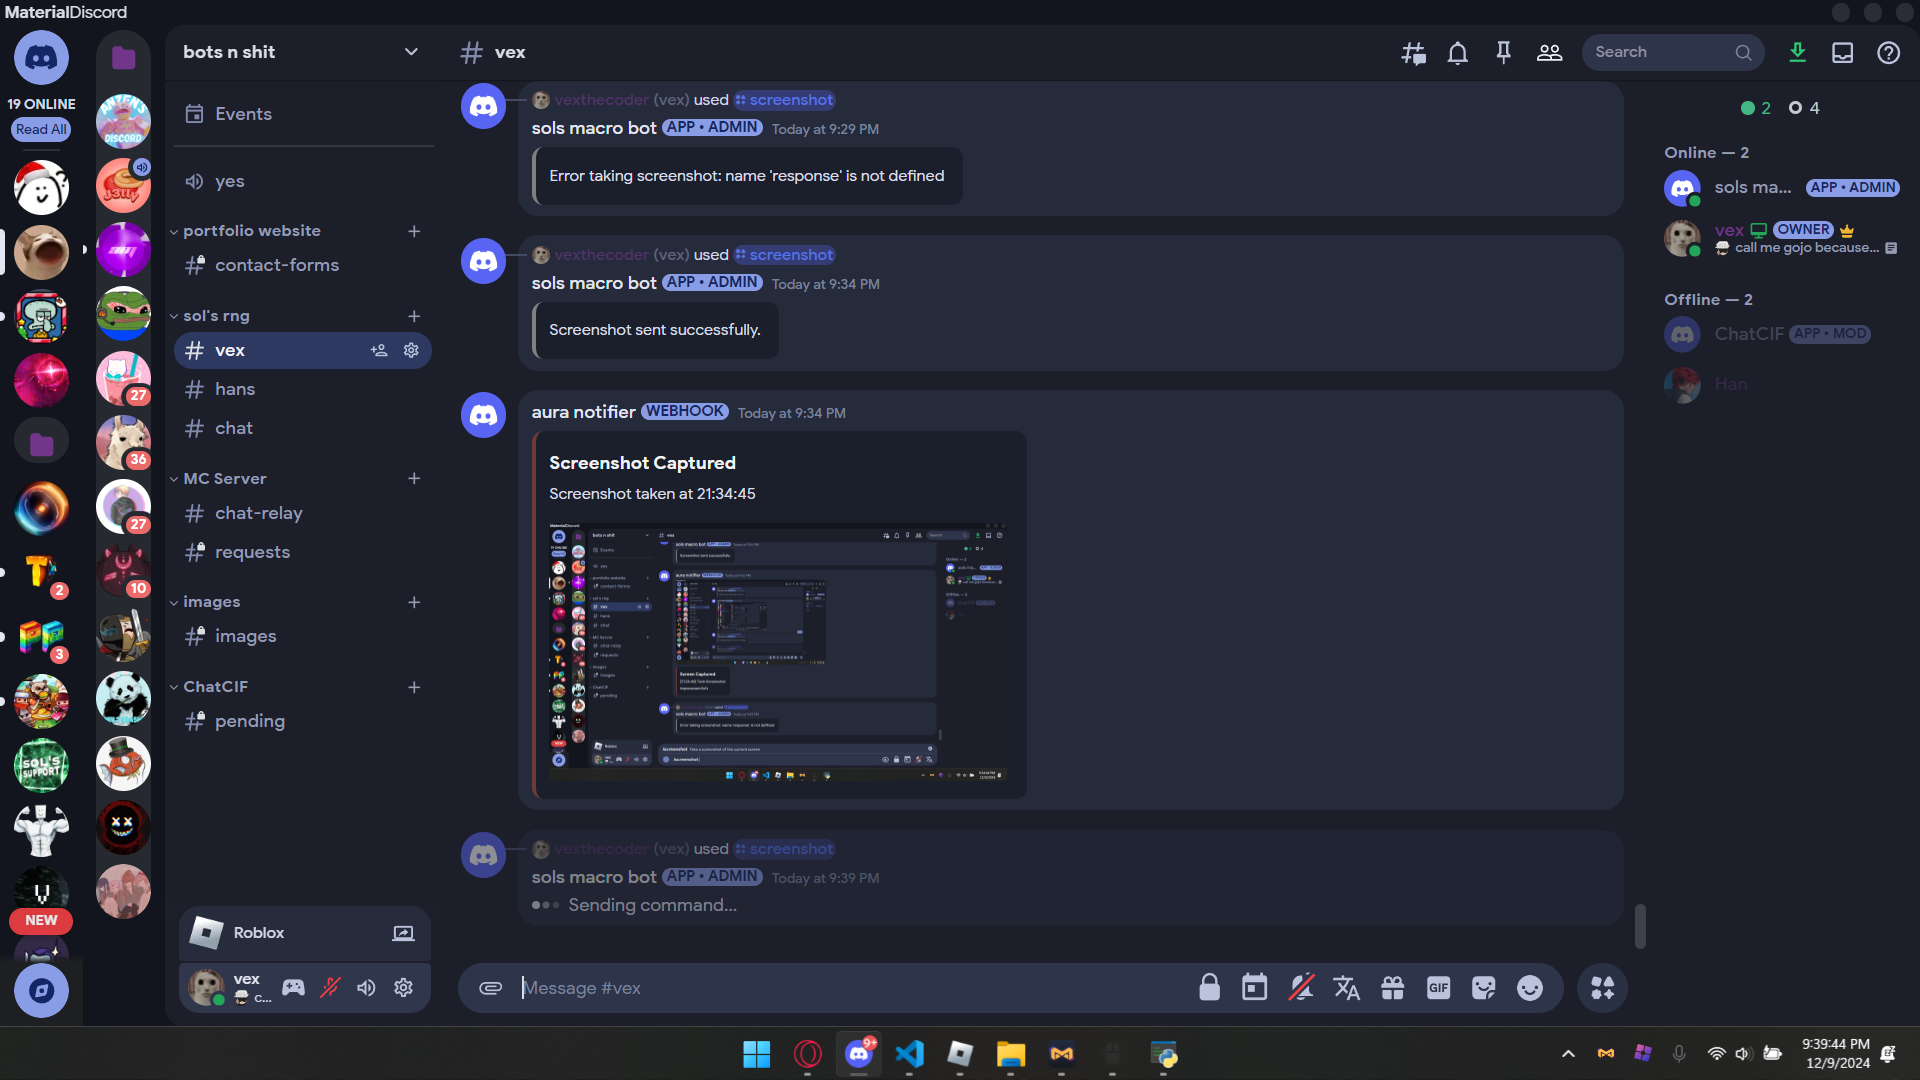 MaterialDiscord
19 ONLINE
Read All
ANZEN'S
DISCORD
J3lly
27
36
27
2
10
3
SOL'S
SUPPORT
NEW
bots n shit
Events
yes
portfolio website
contact-forms
sol's rng
vex
hans
chat
MC Server
chat-relay
requests
images
images
ChatCIF
pending
Roblox
vex
C...
vex
Search
vexthecoder (vex) used screenshot
sols macro bot APP • ADMIN Today at 9:29 PM
Error taking screenshot: name 'response' is not defined
vexthecoder (vex) used screenshot
sols macro bot APP • ADMIN Today at 9:34 PM
Screenshot sent successfully.
aura notifier WEBHOOK Today at 9:34 PM
Screenshot Captured
Screenshot taken at 21:34:45
vexthecoder (vex) used screenshot
sols macro bot APP • ADMIN Today at 9:39 PM
Sending command...
Message #vex
GIF
2 4
Online — 2
sols ma... APP • ADMIN
vex OWNER
call me gojo because...
Offline — 2
ChatCIF APP • MOD
Han
9+
9:39:44 PM
12/9/2024